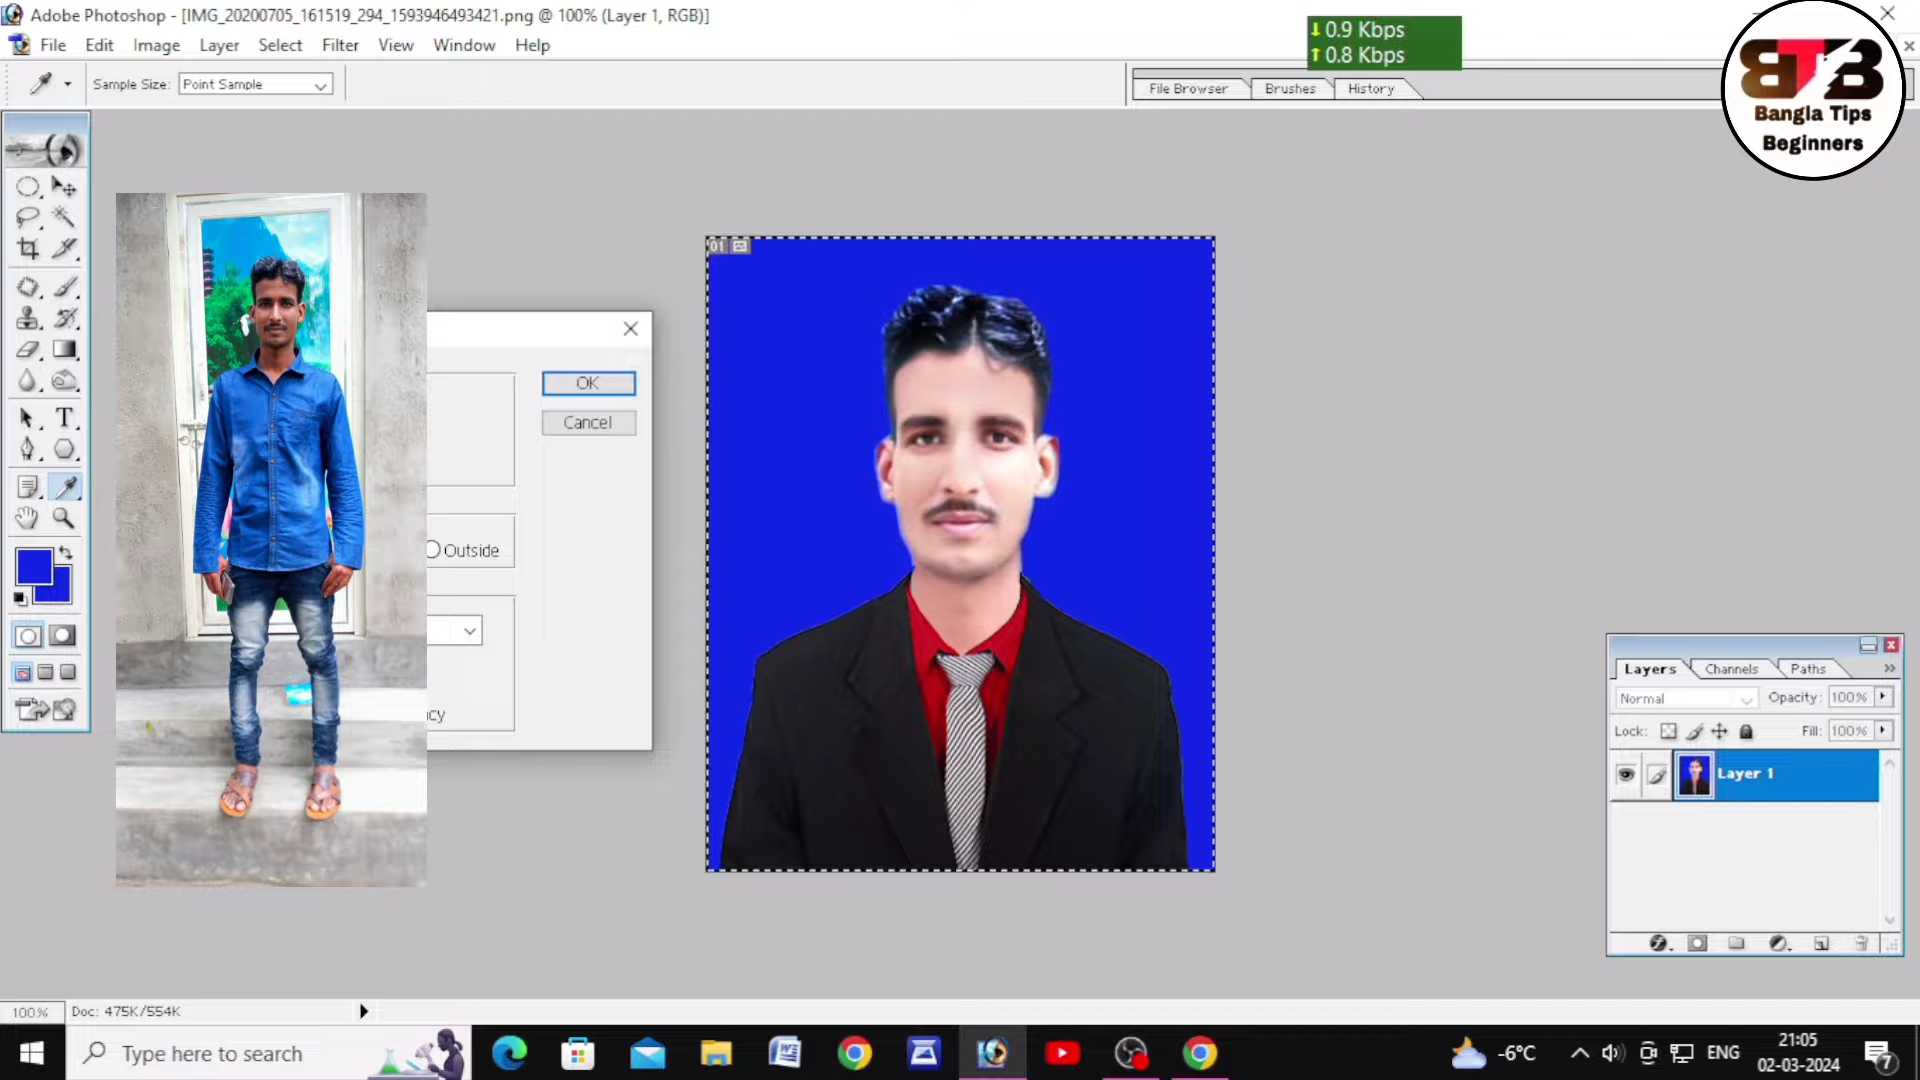 Adobe Photoshop - [IMG_20200705_161519_294_1593946493421.png @ 100% (Layer 1, RGB)]
0.9 Kbps
0.8 Kbps
File Edit Image Layer Select Filter View Window Help
Sample Size: Point Sample
File Browser Brushes History
BTB
Bangla Tips
Beginners
01
OK
Cancel
Outside
cy
T
Layers Channels Paths
Normal Opacity: 100%
Lock: Fill: 100%
Layer 1
100% Doc: 475K/554K
Type here to search
-6°C
ENG
21:05
02-03-2024
7